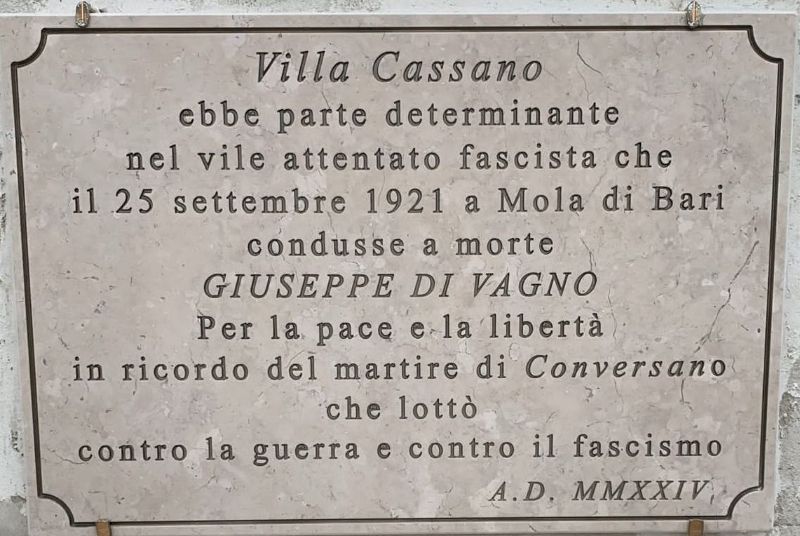 Villa Cassano
ebbe parte determinante
nel vile attentato fascista che
il 25 settembre 1921 a Mola di Bari
condusse a morte
GIUSEPPE DI VAGNO
Per la pace e la libertà
in ricordo del martire di Conversano
che lottò
contro la guerra e contro il fascismo
A.D. MMXXIV